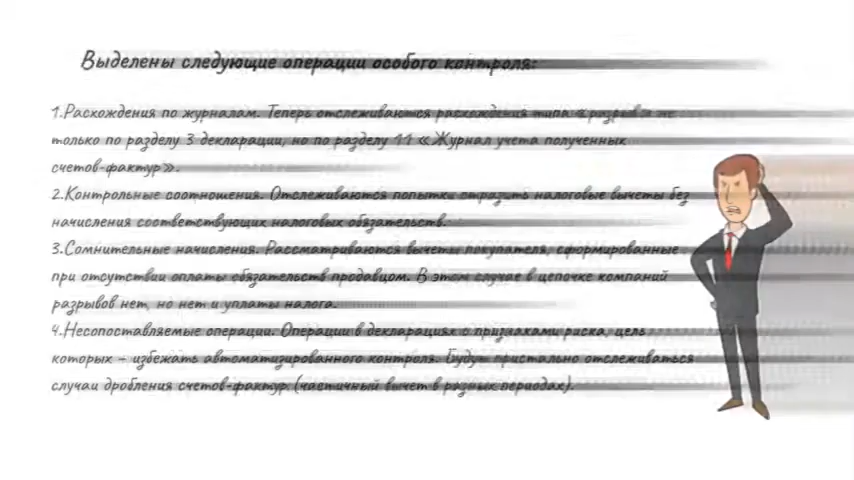 Выделены следующие операции особого контроля:
1.Расхождения по журналам. Теперь отслеживаются расхождения типа «разрыв» не
только по разделу 3 декларации, но по разделу 11 «Журнал учета полученных
счетов-фактур».
2.Контрольные соотношения. Отслеживаются попытки отразить налоговые вычеты без
начисления соответствующих налоговых обязательств.
3.Сомнительные начисления. Рассматриваются вычеты покупателя, сформированные
при отсутствии оплаты обязательств продавцом. В этом случае в цепочке компаний
разрывов нет, но нет и уплаты налога.
4.Несопоставляемые операции. Операции в декларациях с признаками риска, цель
которых – избежать автоматизированного контроля. Будут пристально отслеживаться
случаи дробления счетов-фактур (частичный вычет в разных периодах).